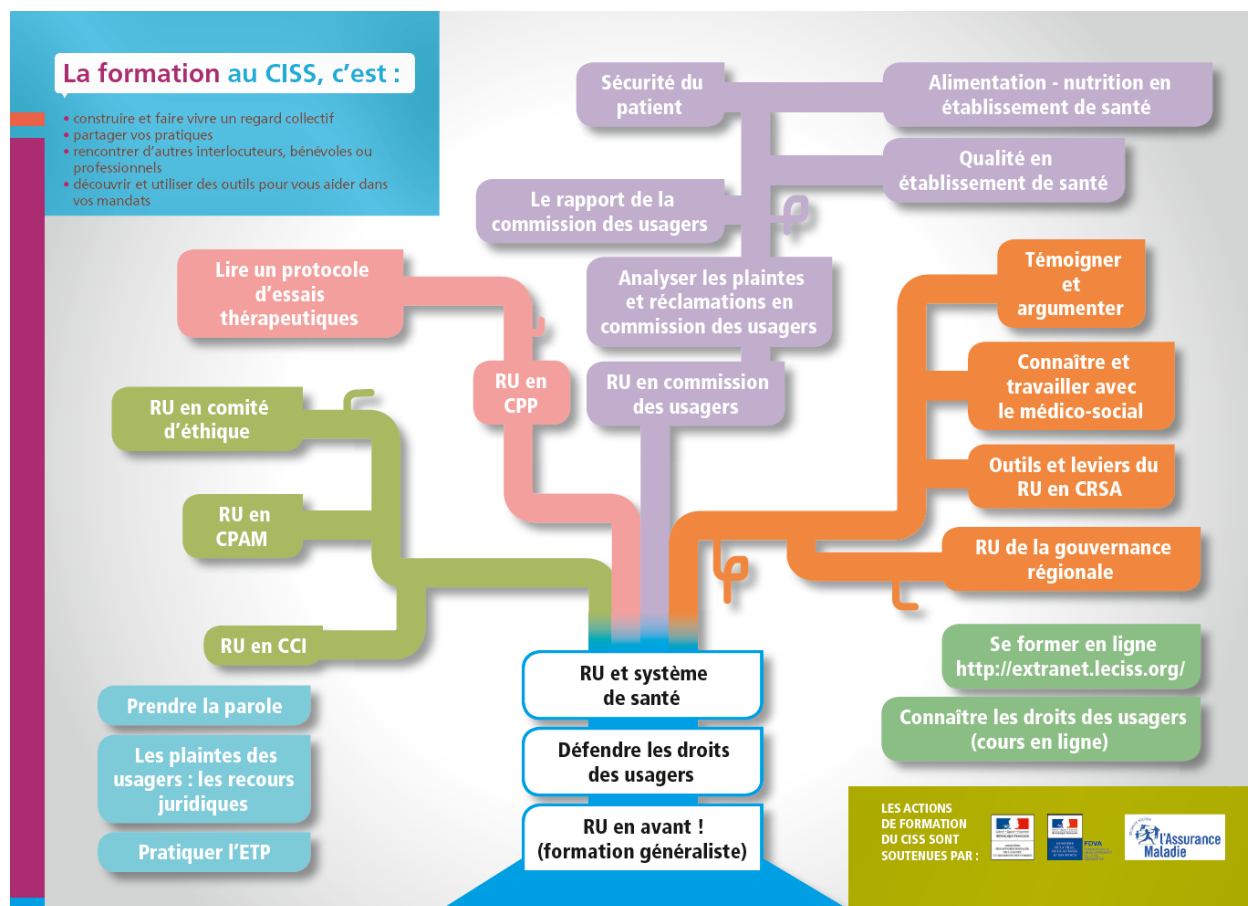 La formation au CISS, c’est :
• construire et faire vivre un regard collectif
• partager vos pratiques
• rencontrer d’autres interlocuteurs, bénévoles ou
professionnels
• découvrir et utiliser des outils pour vous aider dans
vos mandats
Sécurité du
patient
Alimentation - nutrition en
établissement de santé
Qualité en
établissement de santé
Le rapport de la
commission des usagers
Analyser les plaintes
et réclamations en
commission des usagers
RU en commission
des usagers
Lire un protocole
d’essais
thérapeutiques
RU en
CPP
Témoigner
et
argumenter
Connaître et
travailler avec
le médico-social
Outils et leviers du
RU en CRSA
RU de la gouvernance
régionale
RU en comité
d’éthique
RU en
CPAM
RU en CCI
RU et système
de santé
Défendre les droits
des usagers
RU en avant !
(formation généraliste)
Prendre la parole
Les plaintes des
usagers : les recours
juridiques
Pratiquer l’ETP
Se former en ligne
http://extranet.leciss.org/
Connaître les droits des usagers
(cours en ligne)
LES ACTIONS
DE FORMATION
DU CISS SONT
SOUTENUES PAR :
FDVA
l’Assurance
Maladie